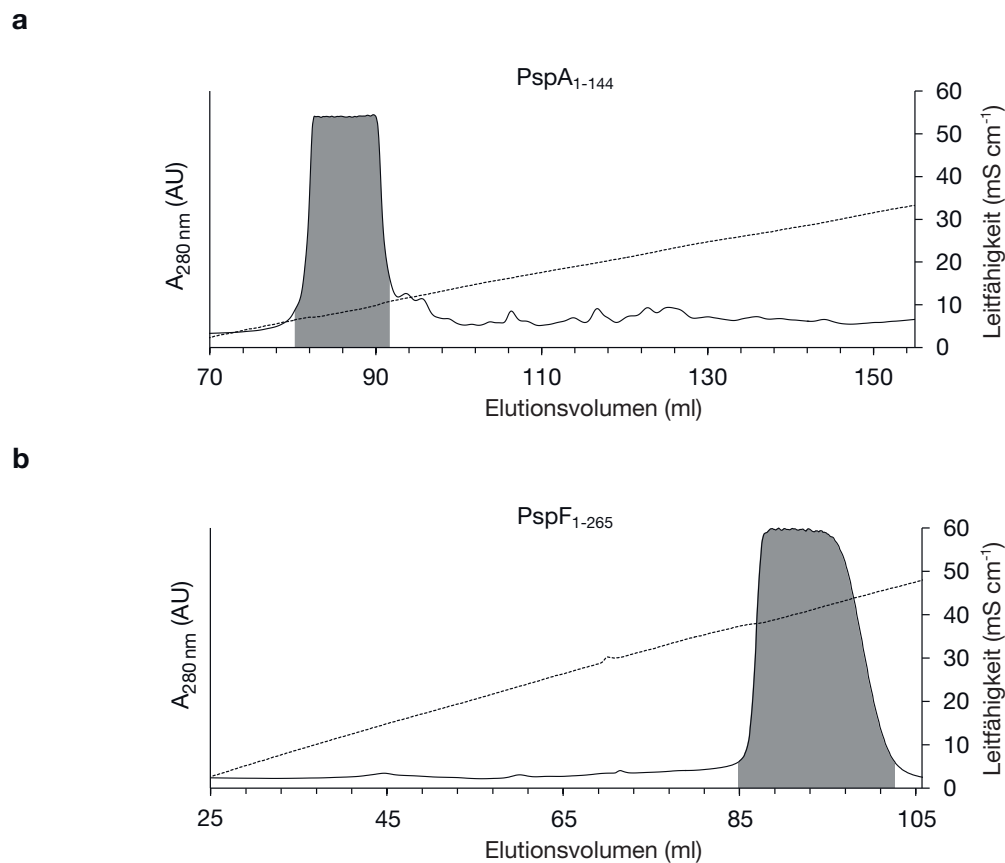 a
PspA₁₋₁₄₄
A₂₈₀ ₙₘ (AU)
60
50
40
30
20
10
0
Leitfähigkeit (mS cm⁻¹)
70 90 110 130 150
Elutionsvolumen (ml)
b
PspF₁₋₂₆₅
A₂₈₀ ₙₘ (AU)
60
50
40
30
20
10
0
Leitfähigkeit (mS cm⁻¹)
25 45 65 85 105
Elutionsvolumen (ml)